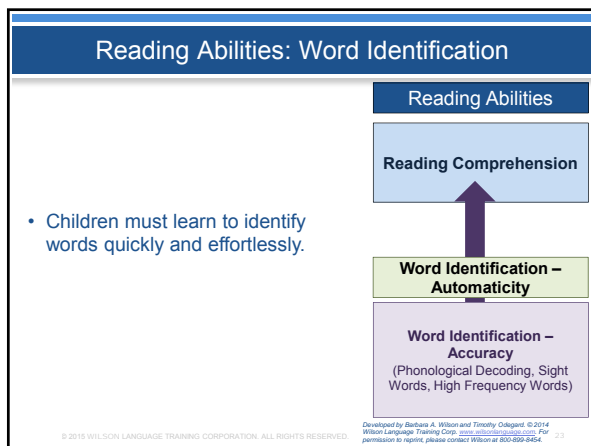 Reading Abilities: Word Identification
Reading Abilities
Reading Comprehension
• Children must learn to identify
words quickly and effortlessly.
Word Identification –
Automaticity
Word Identification –
Accuracy
(Phonological Decoding, Sight
Words, High Frequency Words)
Developed by Barbara A. Wilson and Timothy Odegard. © 2014
Wilson Language Training Corp. www.wilsonlanguage.com. For
permission to reprint, please contact Wilson at 800-899-8454.
© 2015 WILSON LANGUAGE TRAINING CORPORATION. ALL RIGHTS RESERVED.
23